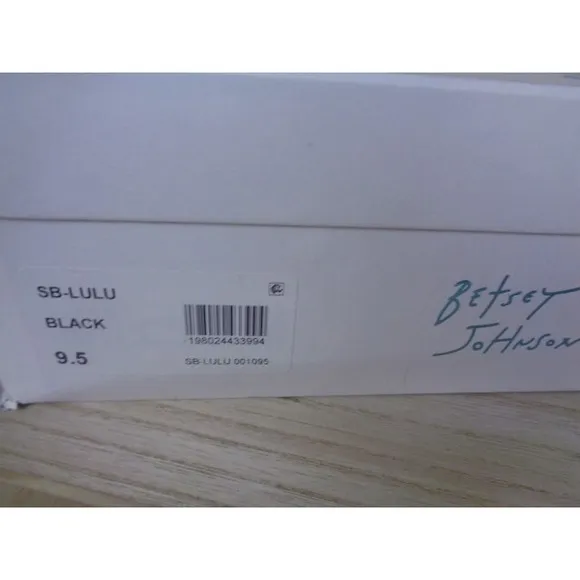 SB-LULU
BLACK
9.5
198024433994
SB-LULU 001095
BEtSEY
JOHNSON